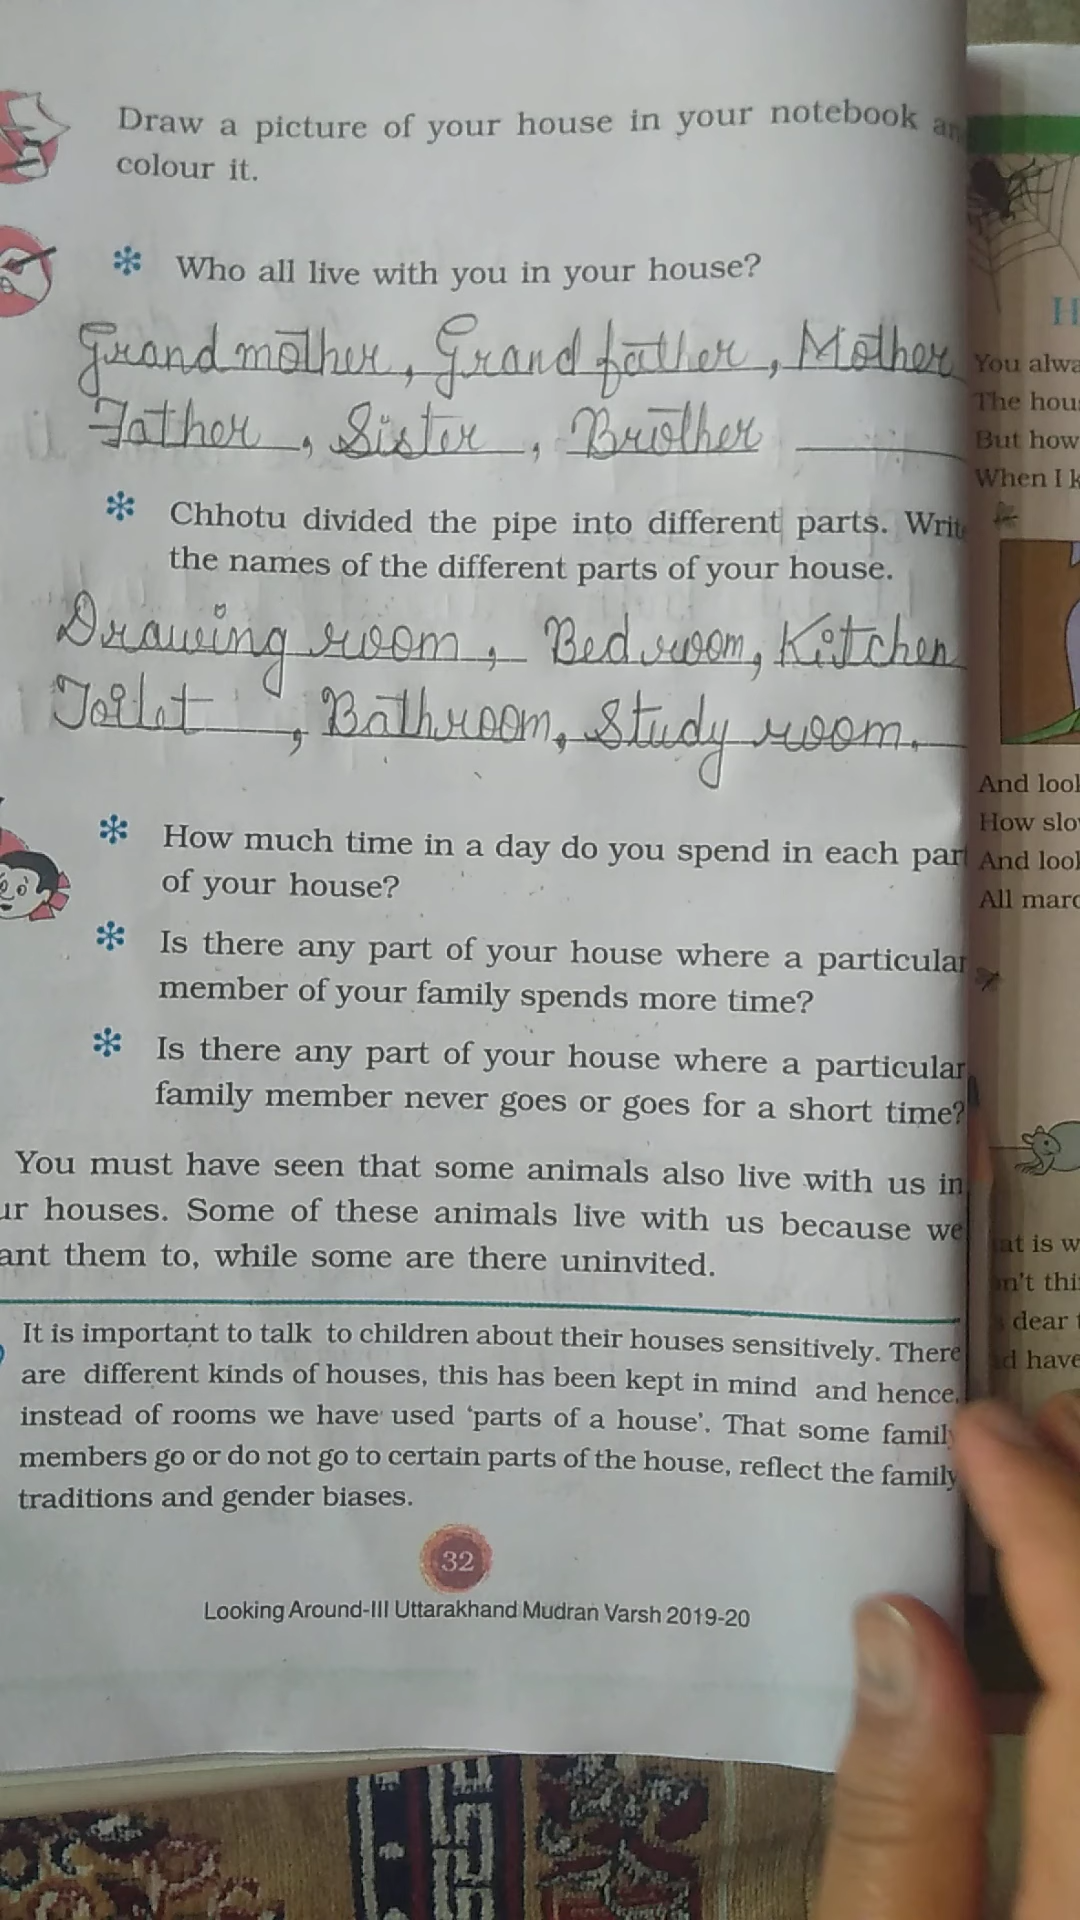 Draw a picture of your house in your notebook
colour it.
Who all live with you in your house?
Grandmother, Grandfather, Mother
Father, Sister, Brother
Chhotu divided the pipe into different parts. Writ
the names of the different parts of your house.
Drawing room, Bed room, Kitchen
Toilet, Bathroom, Study room.
How much time in a day do you spend in each par
of your house?
Is there any part of your house where a particular
member of your family spends more time?
Is there any part of your house where a particular
family member never goes or goes for a short time?
You must have seen that some animals also live with us in
ur houses. Some of these animals live with us because we
ant them to, while some are there uninvited.
It is important to talk to children about their houses sensitively. There
are different kinds of houses, this has been kept in mind and hence,
instead of rooms we have used 'parts of a house'. That some family
members go or do not go to certain parts of the house, reflect the family
traditions and gender biases.
32
Looking Around-III Uttarakhand Mudran Varsh 2019-20
H
You alwa
The hou
But how
When I k
And look
How slo
And look
All marc
at is w
n't thi
dear
d have